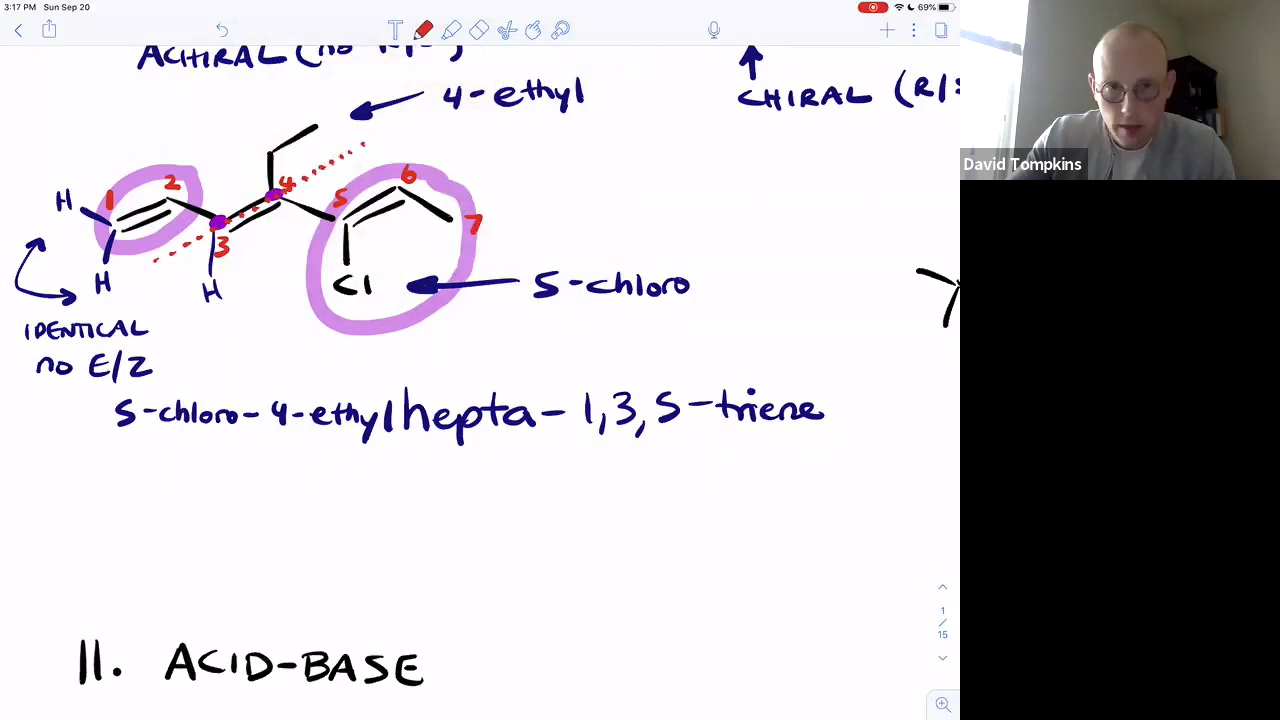 3:17 PM Sun Sep 20
69%
ACHIRAL (no
4-ethyl
CHIRAL (R/S
1 2 3 4 5 6 7
H
H
H
Cl
5-chloro
IDENTICAL
no E/Z
5-chloro-4-ethylhepta-1,3,5-triene
II. ACID-BASE
1
/
15
David Tompkins